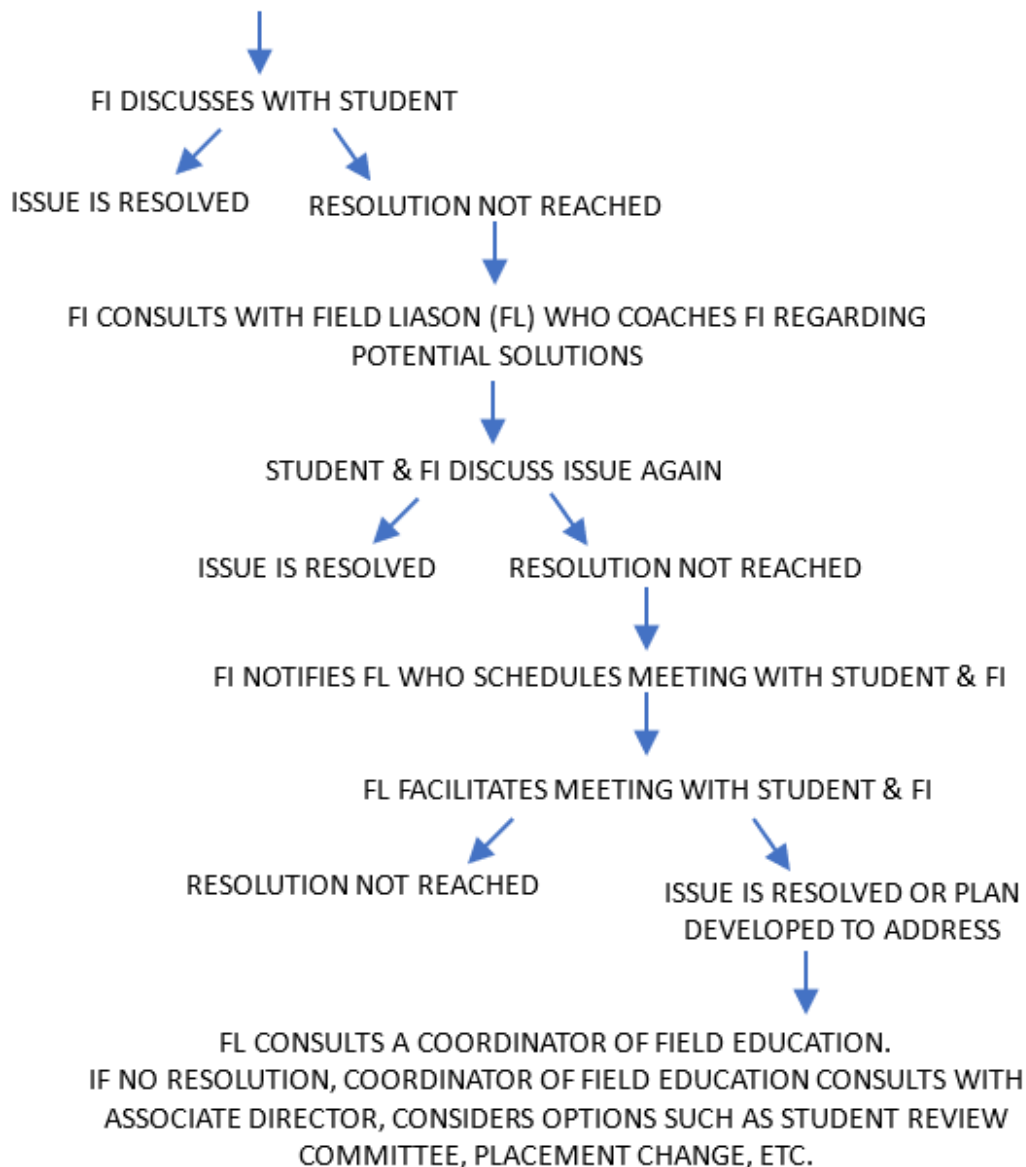 FI DISCUSSES WITH STUDENT
ISSUE IS RESOLVED
RESOLUTION NOT REACHED
FI CONSULTS WITH FIELD LIASON (FL) WHO COACHES FI REGARDING
POTENTIAL SOLUTIONS
STUDENT & FI DISCUSS ISSUE AGAIN
ISSUE IS RESOLVED
RESOLUTION NOT REACHED
FI NOTIFIES FL WHO SCHEDULES MEETING WITH STUDENT & FI
FL FACILITATES MEETING WITH STUDENT & FI
RESOLUTION NOT REACHED
ISSUE IS RESOLVED OR PLAN
DEVELOPED TO ADDRESS
FL CONSULTS A COORDINATOR OF FIELD EDUCATION.
IF NO RESOLUTION, COORDINATOR OF FIELD EDUCATION CONSULTS WITH
ASSOCIATE DIRECTOR, CONSIDERS OPTIONS SUCH AS STUDENT REVIEW
COMMITTEE, PLACEMENT CHANGE, ETC.